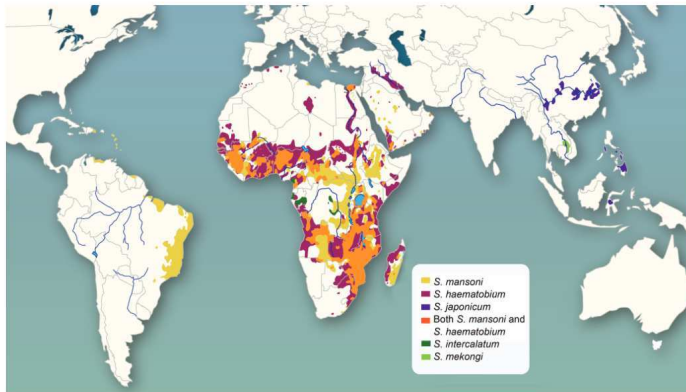 S. mansoni
S. haematobium
S. japonicum
Both S. mansoni and
S. haematobium
S. intercalatum
S. mekongi